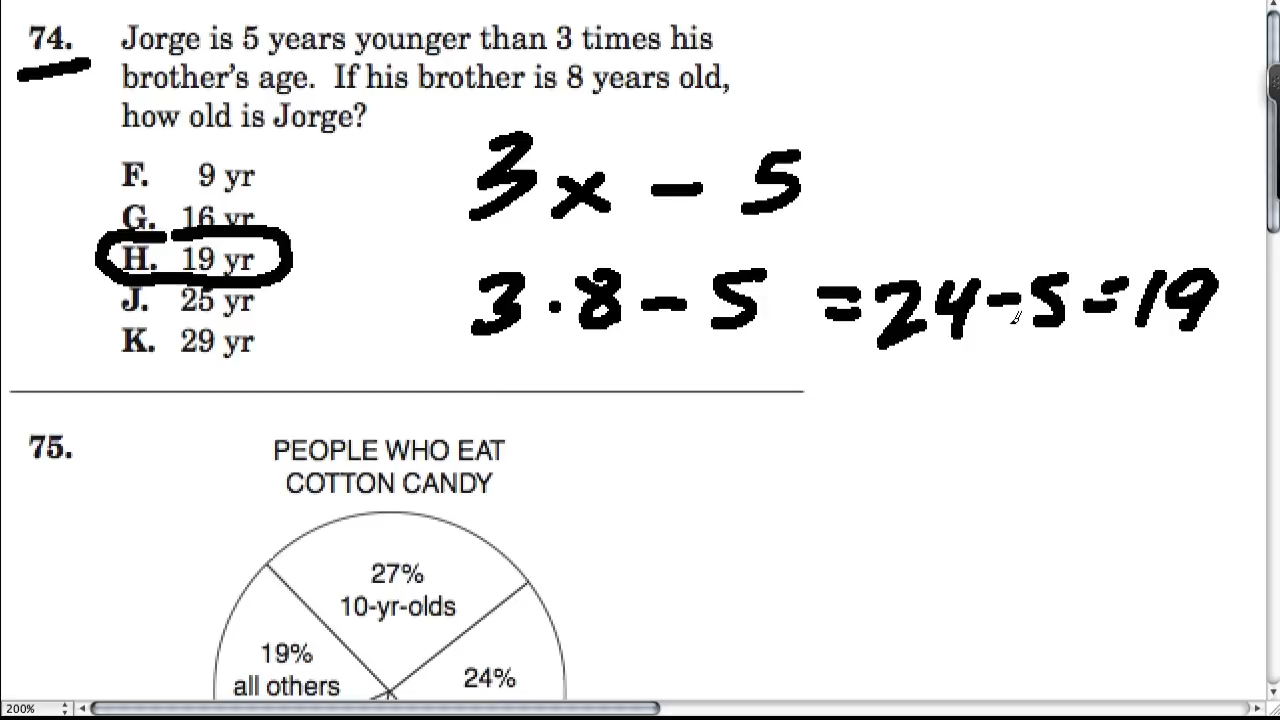 74. Jorge is 5 years younger than 3 times his
brother's age. If his brother is 8 years old,
how old is Jorge?
F. 9 yr
G. 16 yr
H. 19 yr
J. 25 yr
K. 29 yr
3x - 5
3·8-5 =24-5=19
75. PEOPLE WHO EAT
COTTON CANDY
27%
10-yr-olds
19%
all others
24%
200%